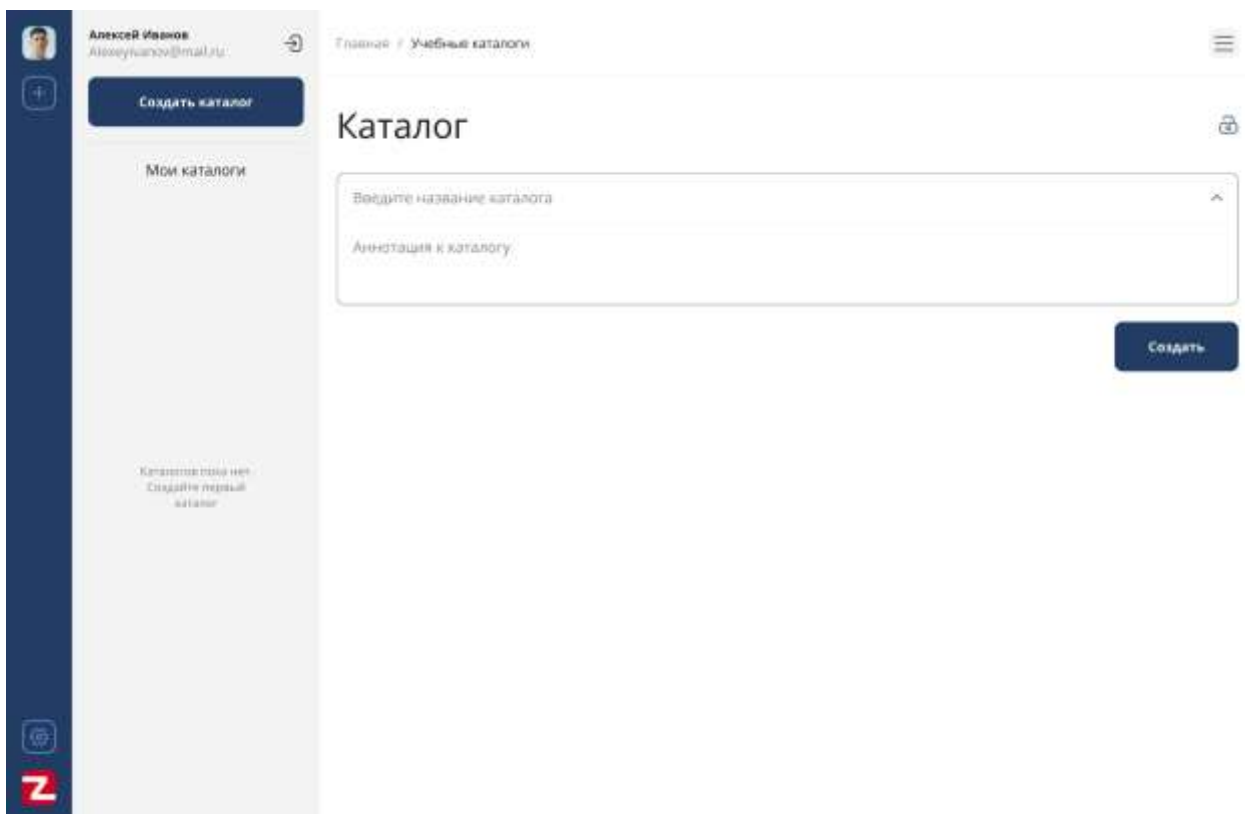 Алексей Иванов
Alexeyivanov@mail.ru
Создать каталог
Мои каталоги
Каталогов пока нет
Создайте первый
каталог
Главная / Учебные каталоги
Каталог
Введите название каталога
Аннотация к каталогу
Создать
Z